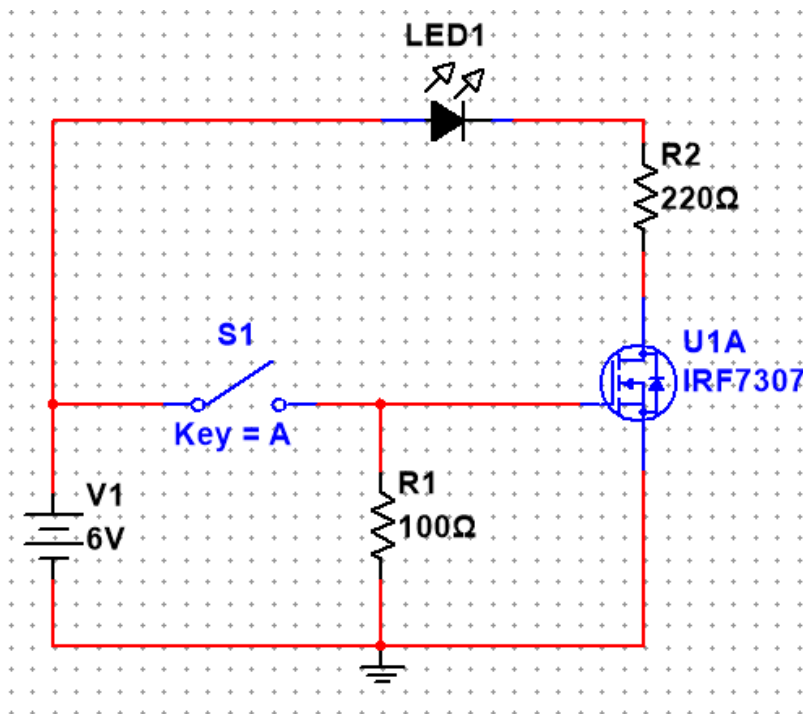 LED1
R2
220Ω
S1
U1A
IRF7307
Key = A
R1
100Ω
V1
6V